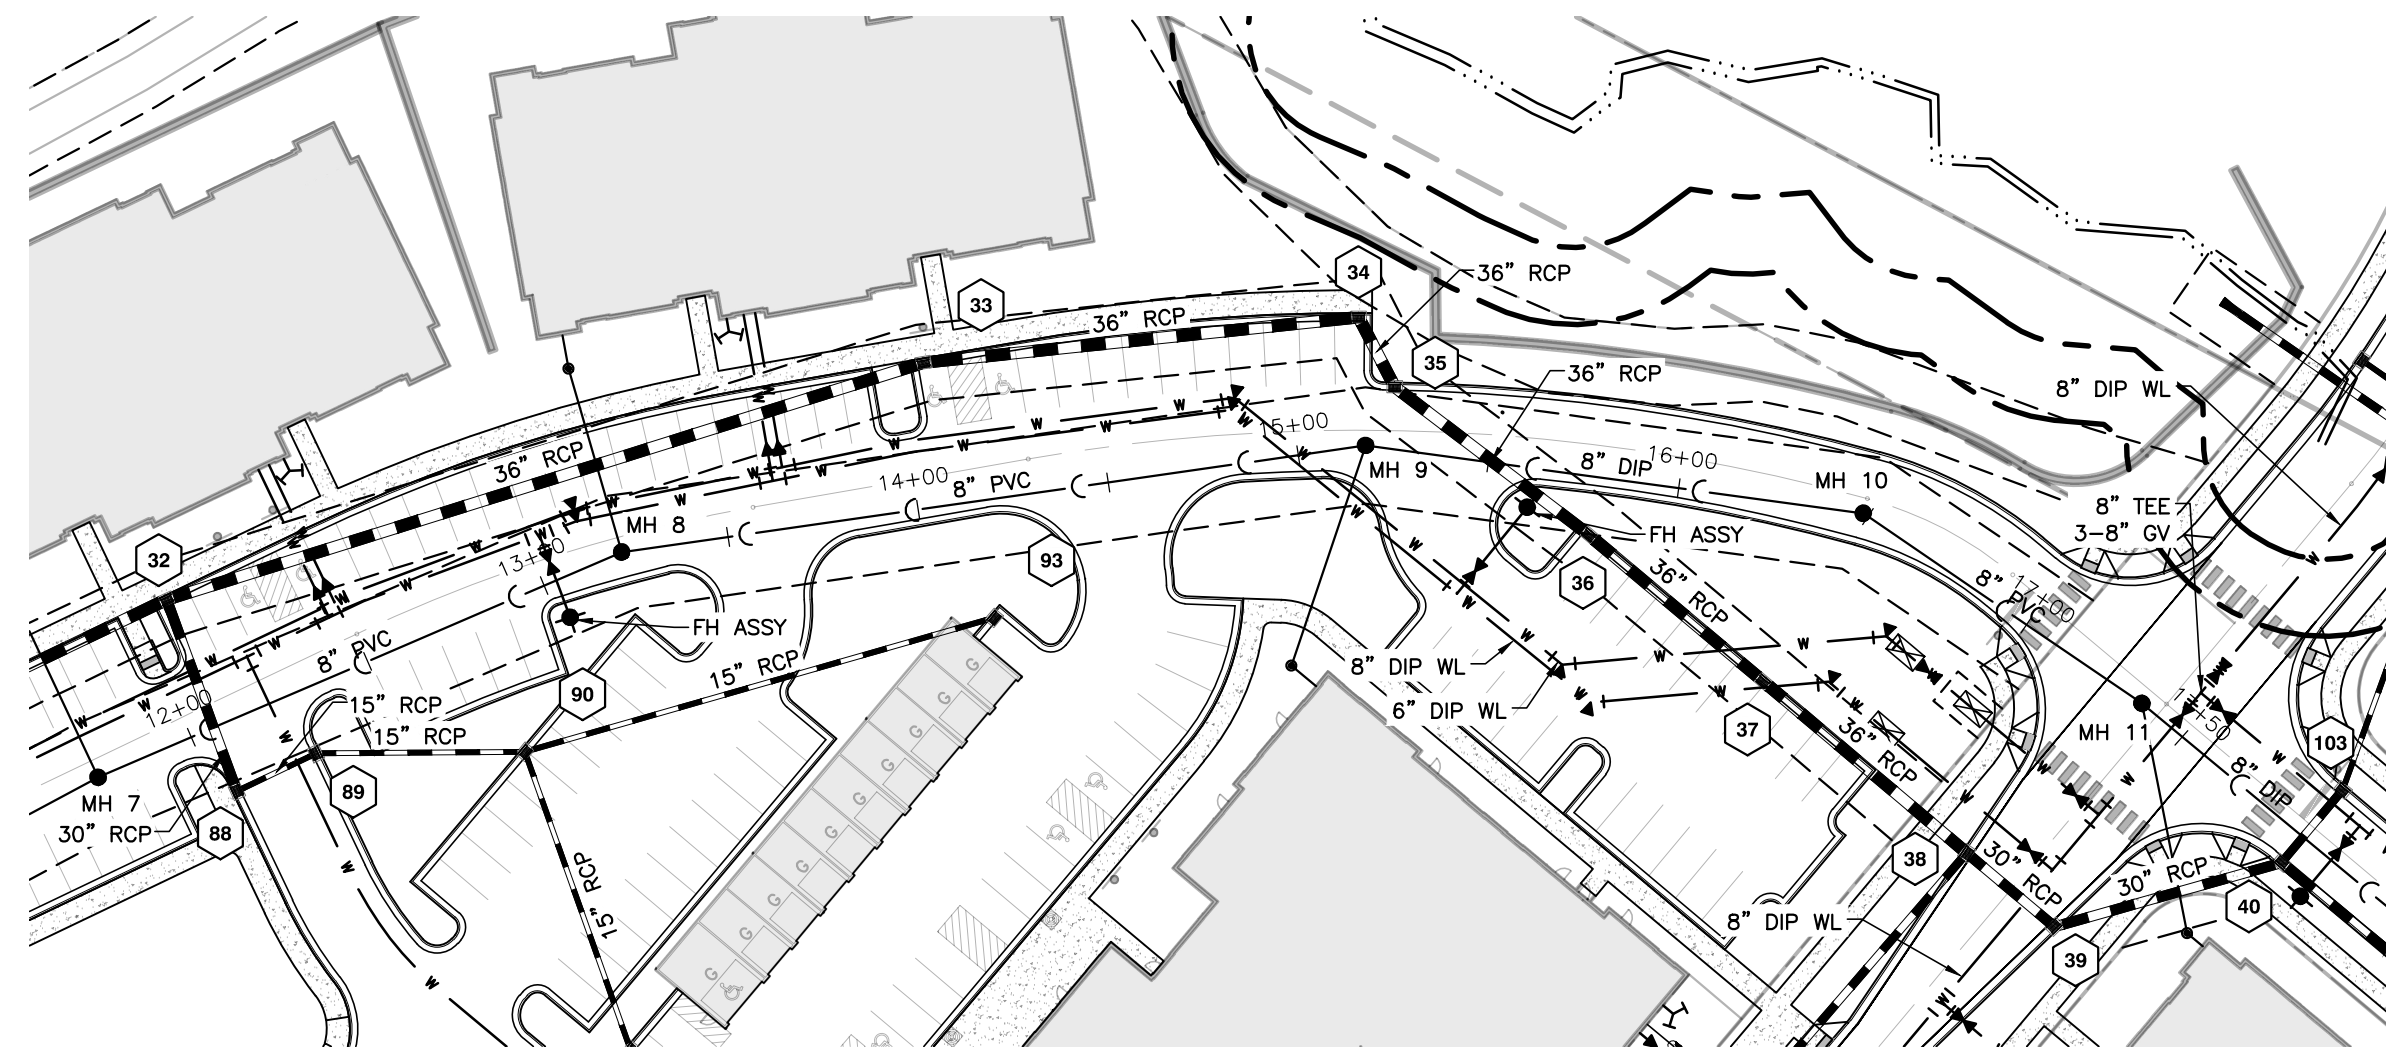 34
36” RCP
33
36” RCP
35
36” RCP
8” DIP WL
15+00
36” RCP
MH 9
8” DIP
16+00
MH 10
14+00
8” PVC
8” TEE
3-8” GV
MH 8
FH ASSY
32
13+00
93
36
36”
RCP
8”
PVC
17+00
FH ASSY
8” PVC
15” RCP
8” DIP WL
90
15” RCP
6” DIP WL
12+00
15” RCP
37
36”
RCP
MH 11
17+50
103
8”
DIP
MH 7
89
30” RCP
88
38
30”
RCP
30” RCP
15” RCP
8” DIP WL
40
39
W
G
G
G
G
G
G
G